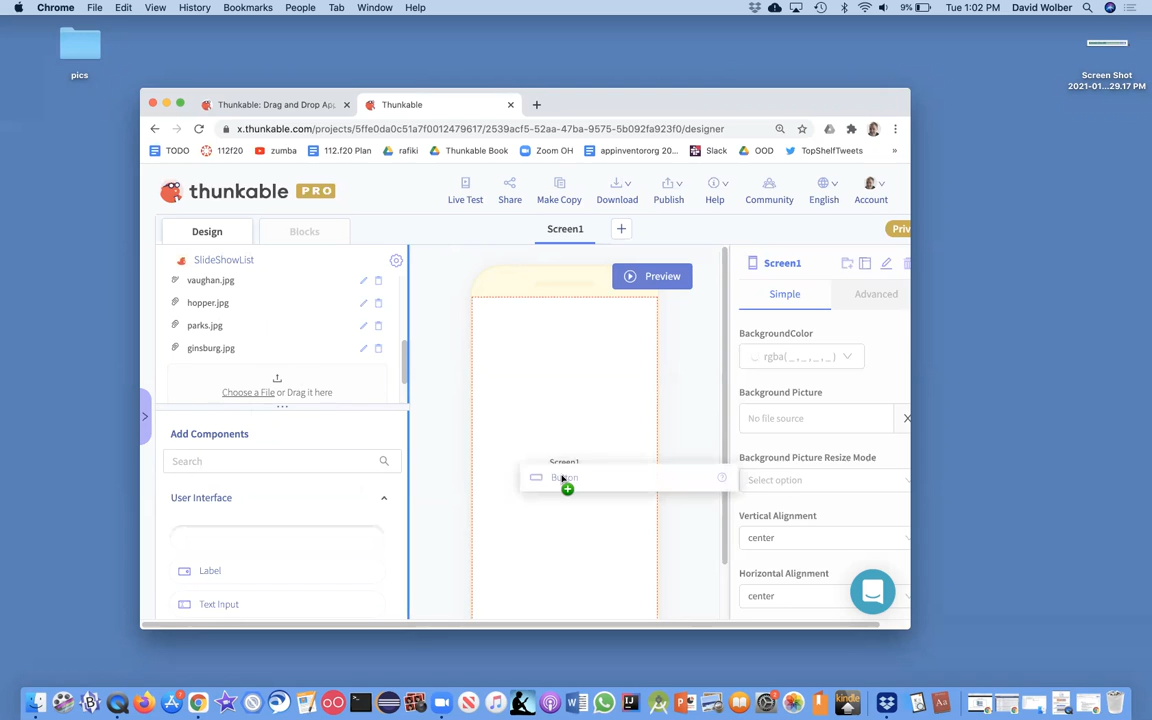 Chrome File Edit View History Bookmarks People Tab Window Help 9% Tue 1:02 PM David Wolber
pics
Screen Shot
2021-01...29.17 PM
Thunkable: Drag and Drop Ap
Thunkable
x.thunkable.com/projects/5ffe0da0c51a7f0012479617/2539acf5-52aa-47ba-9575-5b092fa923f0/designer
TODO 112f20 zumba 112.f20 Plan rafiki Thunkable Book Zoom OH appinventorg 20... Slack OOD TopShelfTweets »
thunkable PRO
Live Test Share Make Copy Download Publish Help Community English Account
Design Blocks Screen1 + Priv
SlideShowList
vaughan.jpg
hopper.jpg
parks.jpg
ginsburg.jpg
Choose a File or Drag it here
Add Components
Search
User Interface
Label
Text Input
Preview
Screen1
Button
Screen1
Simple Advanced
BackgroundColor
rgba( _ , _ , _ , _ )
Background Picture
No file source X
Background Picture Resize Mode
Select option
Vertical Alignment
center
Horizontal Alignment
center
kindle